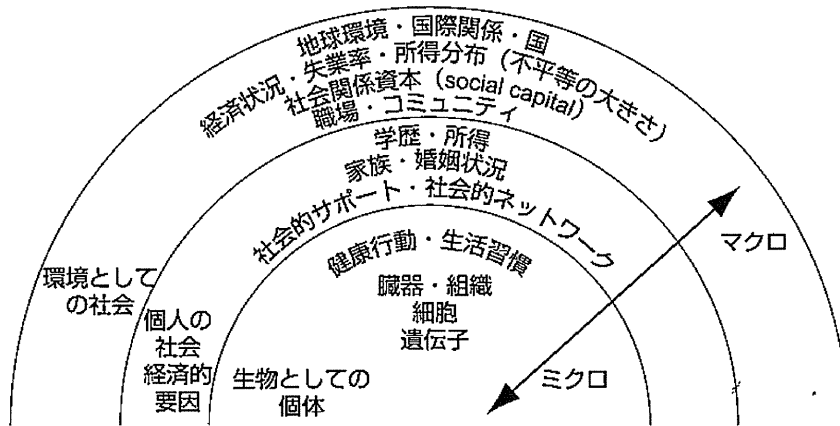 地球環境・国際関係・国
経済状況・失業率・所得分布（不平等の大きさ）
社会関係資本（social capital）
職場・コミュニティ
学歴・所得
家族・婚姻状況
社会的サポート・社会的ネットワーク
健康行動・生活習慣
臓器・組織
細胞
遺伝子
環境として
の社会
個人の
社会
経済的
要因
生物としての
個体
マクロ
ミクロ